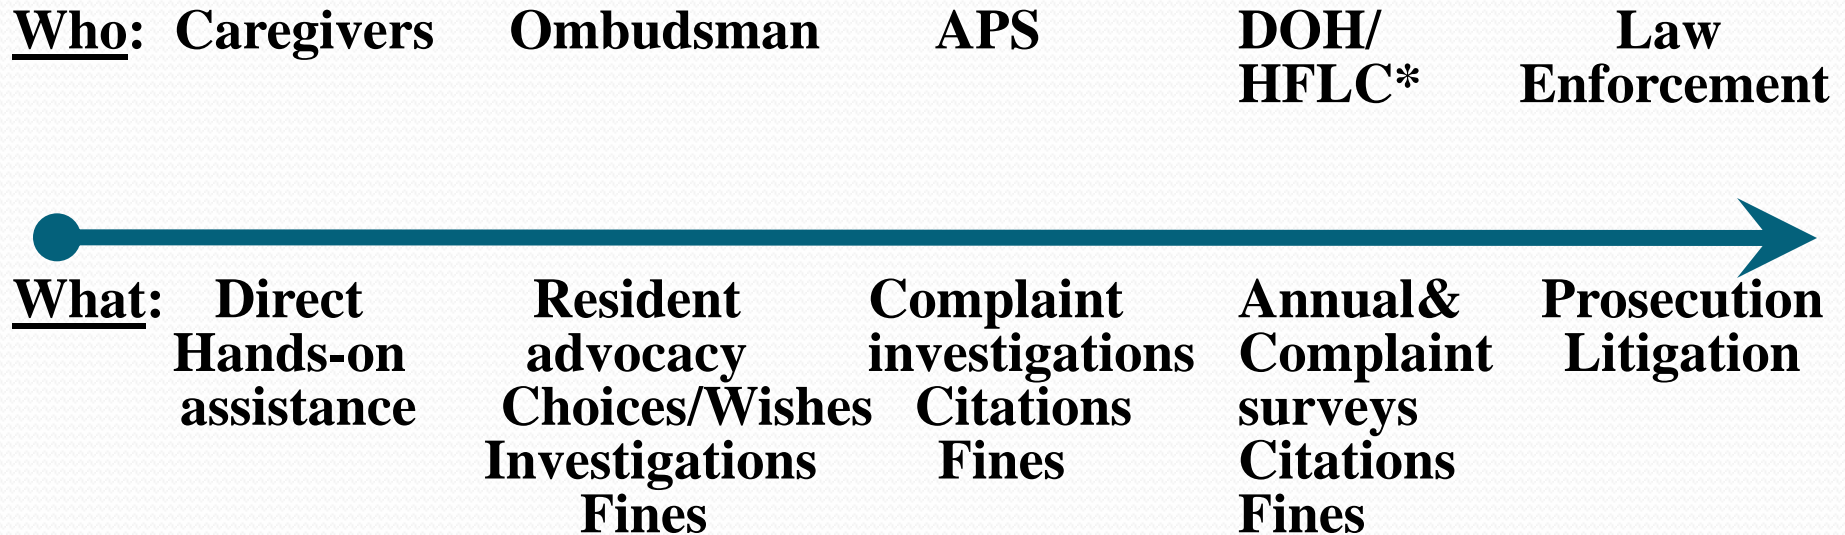 Who: Caregivers Ombudsman APS DOH/ Law
HFLC* Enforcement
What: Direct Resident Complaint Annual& Prosecution
Hands-on advocacy investigations Complaint Litigation
assistance Choices/Wishes Citations surveys
Investigations Fines Citations
Fines Fines